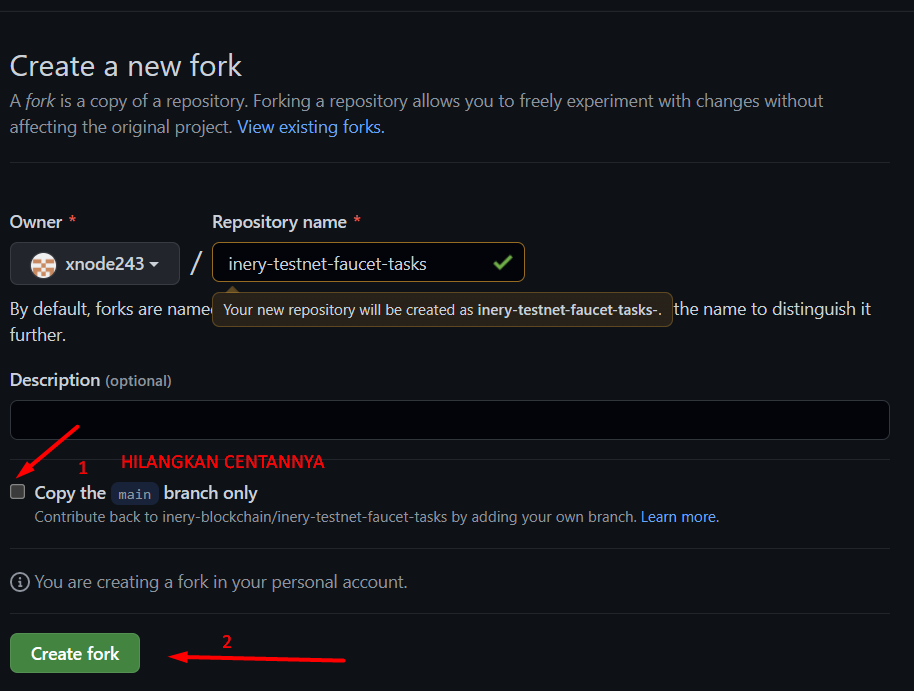 Create a new fork
A fork is a copy of a repository. Forking a repository allows you to freely experiment with changes without
affecting the original project. View existing forks.
Owner * Repository name *
xnode243 / inery-testnet-faucet-tasks
By default, forks are name the name to distinguish it
Your new repository will be created as inery-testnet-faucet-tasks-.
further.
Description (optional)
1 HILANGKAN CENTANNYA
Copy the main branch only
Contribute back to inery-blockchain/inery-testnet-faucet-tasks by adding your own branch. Learn more.
You are creating a fork in your personal account.
2
Create fork